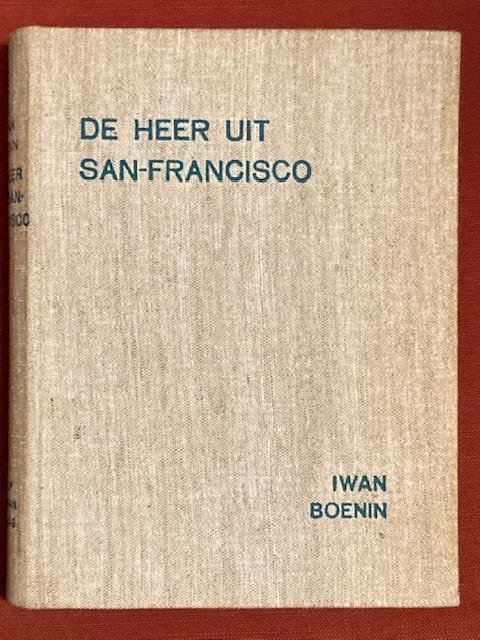 DE HEER UIT
SAN-FRANCISCO
IWAN
BOENIN